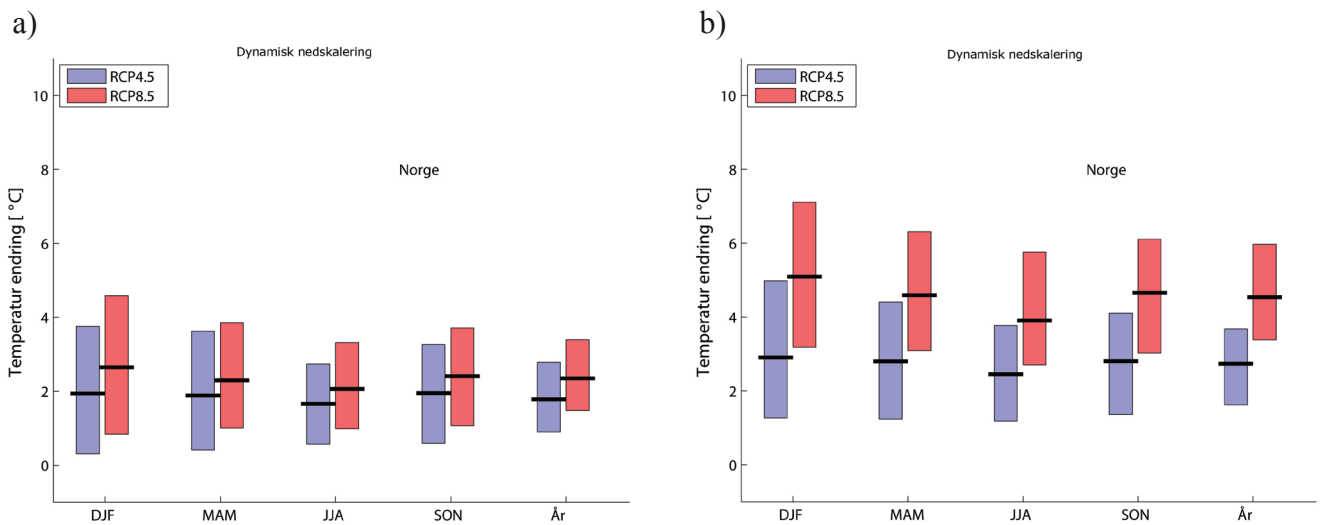 a)
Dynamisk nedskalering
RCP4.5
RCP8.5
Norge
Temperatur endring [ °C]
10
8
6
4
2
0
DJF
MAM
JJA
SON
År
b)
Dynamisk nedskalering
RCP4.5
RCP8.5
Norge
Temperatur endring [ °C]
10
8
6
4
2
0
DJF
MAM
JJA
SON
År